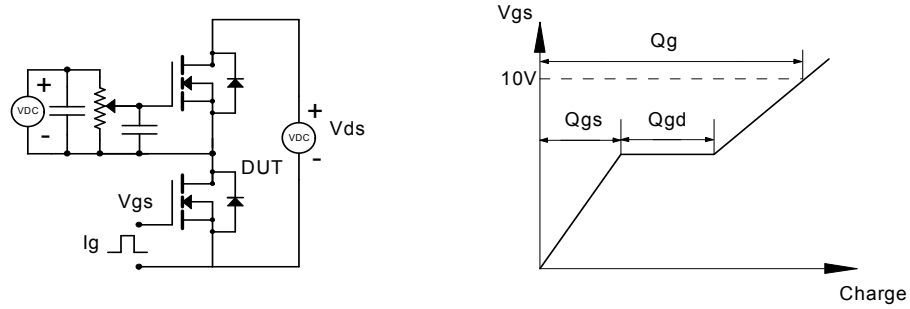 +
VDC
-
+
VDC
-
Vds
DUT
Vgs
Ig
Vgs
Qg
10V
Qgs
Qgd
Charge